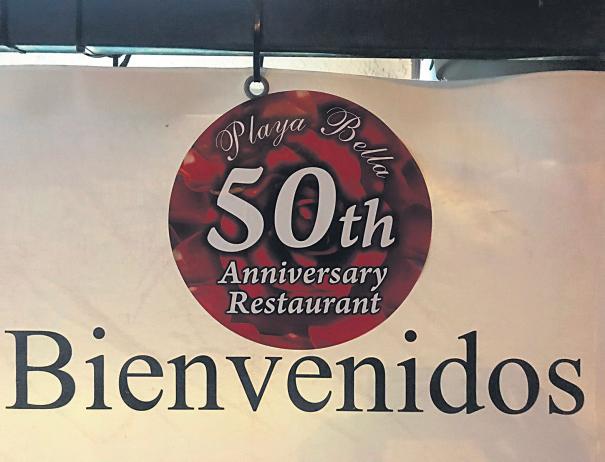 Playa Bella
50th
Anniversary
Restaurant
Bienvenidos